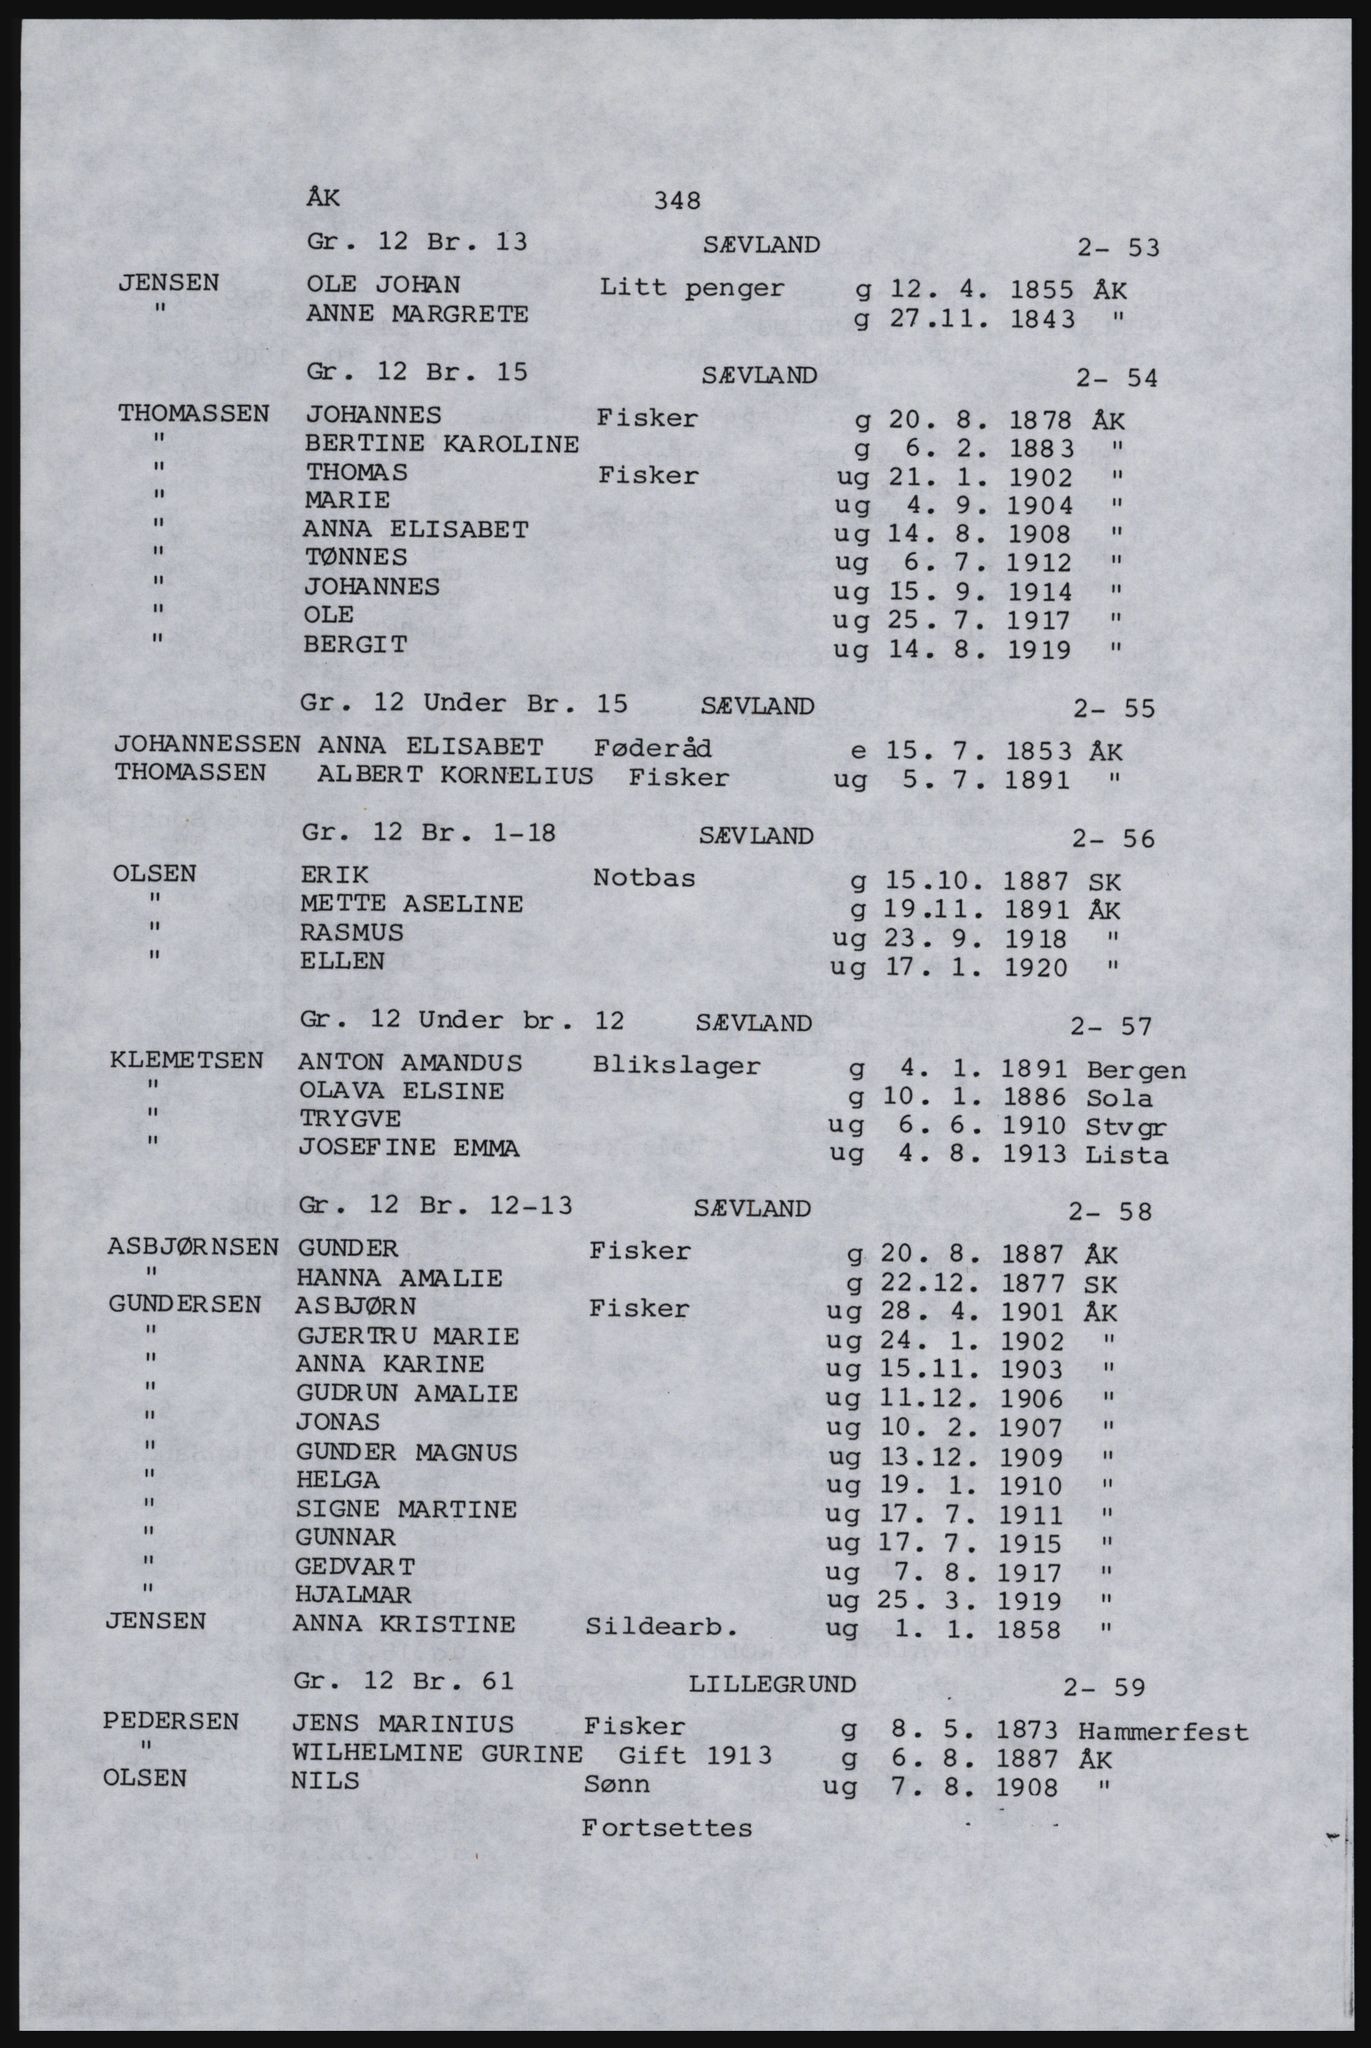 ÅK 348
Gr. 12 Br. 13 SÆVLAND 2- 53
JENSEN OLE JOHAN Litt penger g 12. 4. 1855 ÅK
" ANNE MARGRETE g 27.11. 1843 "
Gr. 12 Br. 15 SÆVLAND 2- 54
THOMASSEN JOHANNES Fisker g 20. 8. 1878 ÅK
" BERTINE KAROLINE g 6. 2. 1883 "
" THOMAS Fisker ug 21. 1. 1902 "
" MARIE ug 4. 9. 1904 "
" ANNA ELISABET ug 14. 8. 1908 "
" TØNNES ug 6. 7. 1912 "
" JOHANNES ug 15. 9. 1914 "
" OLE ug 25. 7. 1917 "
" BERGIT ug 14. 8. 1919 "
Gr. 12 Under Br. 15 SÆVLAND 2- 55
JOHANNESSEN ANNA ELISABET Føderåd e 15. 7. 1853 ÅK
THOMASSEN ALBERT KORNELIUS Fisker ug 5. 7. 1891 "
Gr. 12 Br. 1-18 SÆVLAND 2- 56
OLSEN ERIK Notbas g 15.10. 1887 SK
" METTE ASELINE g 19.11. 1891 ÅK
" RASMUS ug 23. 9. 1918 "
" ELLEN ug 17. 1. 1920 "
Gr. 12 Under br. 12 SÆVLAND 2- 57
KLEMETSEN ANTON AMANDUS Blikslager g 4. 1. 1891 Bergen
" OLAVA ELSINE g 10. 1. 1886 Sola
" TRYGVE ug 6. 6. 1910 Stvgr
" JOSEFINE EMMA ug 4. 8. 1913 Lista
Gr. 12 Br. 12-13 SÆVLAND 2- 58
ASBJØRNSEN GUNDER Fisker g 20. 8. 1887 ÅK
" HANNA AMALIE g 22.12. 1877 SK
GUNDERSEN ASBJØRN Fisker ug 28. 4. 1901 ÅK
" GJERTRU MARIE ug 24. 1. 1902 "
" ANNA KARINE ug 15.11. 1903 "
" GUDRUN AMALIE ug 11.12. 1906 "
" JONAS ug 10. 2. 1907 "
" GUNDER MAGNUS ug 13.12. 1909 "
" HELGA ug 19. 1. 1910 "
" SIGNE MARTINE ug 17. 7. 1911 "
" GUNNAR ug 17. 7. 1915 "
" GEDVART ug 7. 8. 1917 "
" HJALMAR ug 25. 3. 1919 "
JENSEN ANNA KRISTINE Sildearb. ug 1. 1. 1858 "
Gr. 12 Br. 61 LILLEGRUND 2- 59
PEDERSEN JENS MARINIUS Fisker g 8. 5. 1873 Hammerfest
" WILHELMINE GURINE Gift 1913 g 6. 8. 1887 ÅK
OLSEN NILS Sønn ug 7. 8. 1908 "
Fortsettes